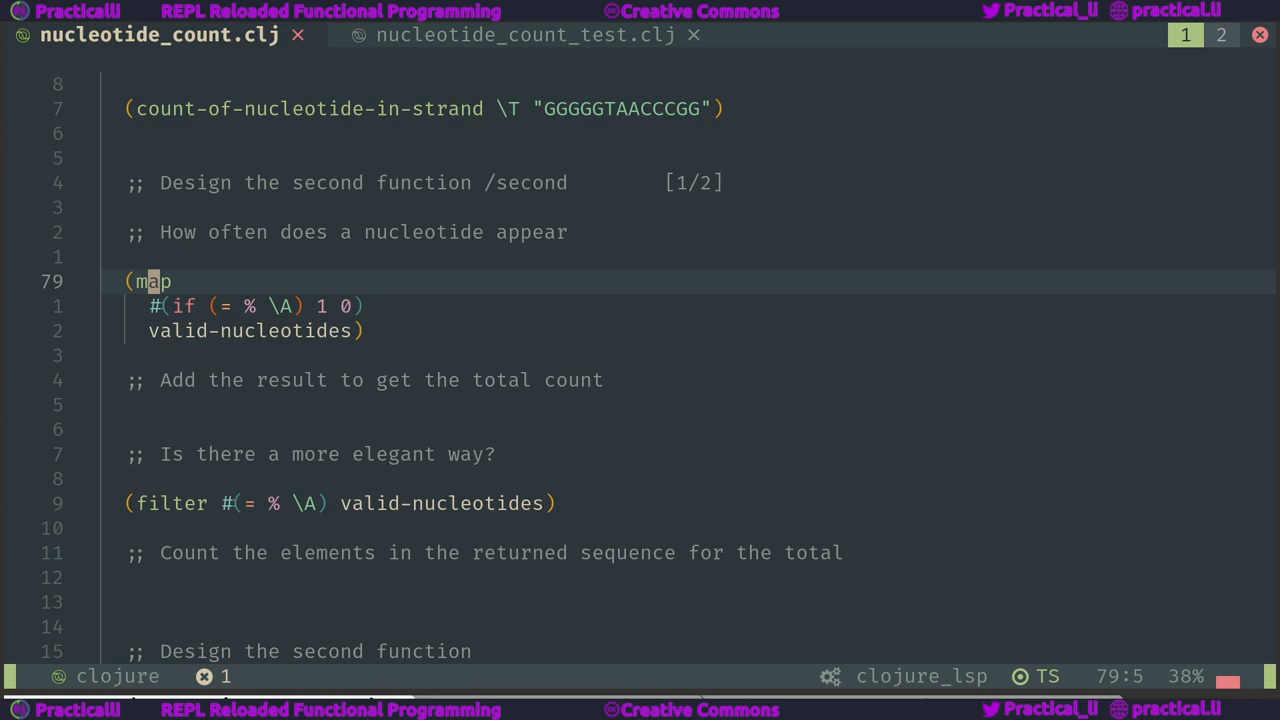 Practicalli REPL Reloaded Functional Programming Creative Commons Practical_li practical.li
nucleotide_count.clj × nucleotide_count_test.clj × 1 2
8
7 (count-of-nucleotide-in-strand \T "GGGGGTAACCCGG")
6
5
4 ;; Design the second function /second [1/2]
3
2 ;; How often does a nucleotide appear
1
79 (map
1 #(if (= % \A) 1 0)
2 valid-nucleotides)
3
4 ;; Add the result to get the total count
5
6
7 ;; Is there a more elegant way?
8
9 (filter #(= % \A) valid-nucleotides)
10
11 ;; Count the elements in the returned sequence for the total
12
13
14
15 ;; Design the second function
clojure 1 clojure_lsp TS 79:5 38%
Practicalli REPL Reloaded Functional Programming Creative Commons Practical_li practical.li